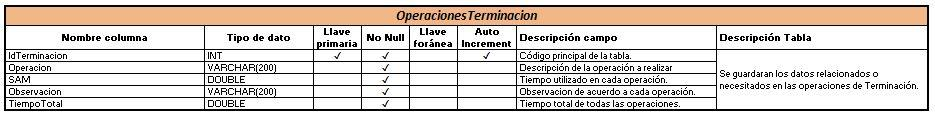 OperacionesTerminacion
Nombre columna Tipo de dato Llave primaria No Null Llave foránea Auto Increment Descripción campo Descripción Tabla
IdTerminacion INT ✓ ✓ ✓ Código principal de la tabla.
Operacion VARCHAR(200) ✓ Descripción de la operación a realizar
SAM DOUBLE ✓ Tiempo utilizado en cada operación.
Observacion VARCHAR(200) ✓ Observacion de acuerdo a cada operación.
TiempoTotal DOUBLE ✓ Tiempo total de todas las operaciones.
Se guardaran los datos relacionados o
necesitados en las operaciones de Terminación.